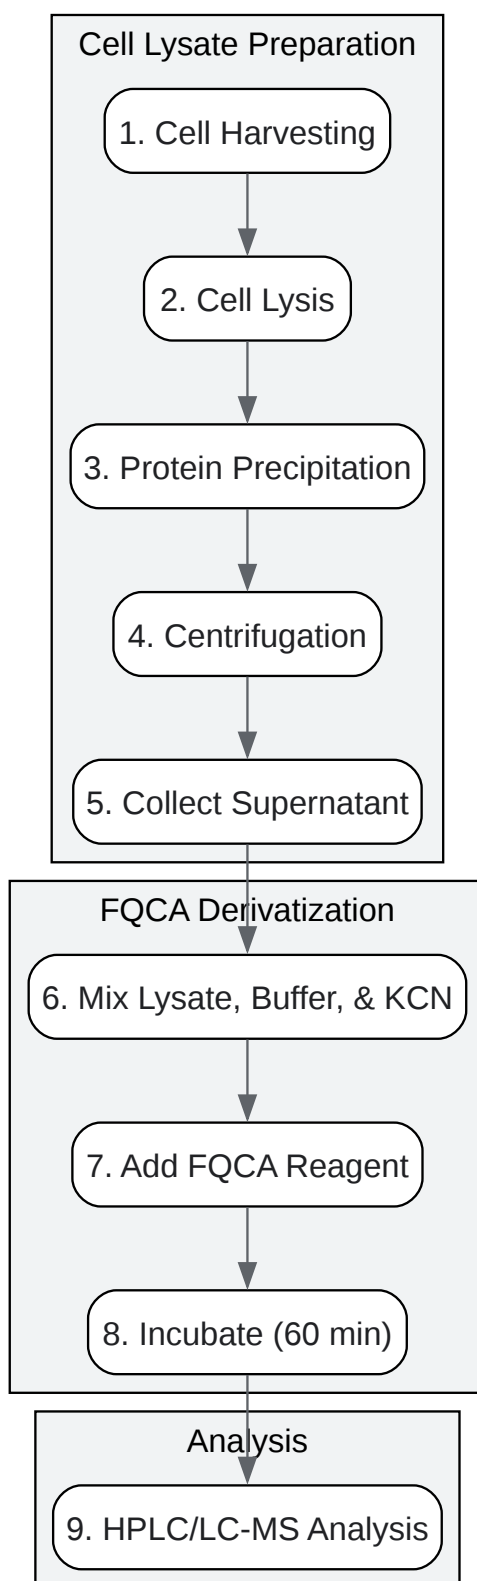 Cell Lysate Preparation
1. Cell Harvesting
2. Cell Lysis
3. Protein Precipitation
4. Centrifugation
5. Collect Supernatant
FQCA Derivatization
6. Mix Lysate, Buffer, & KCN
7. Add FQCA Reagent
8. Incubate (60 min)
Analysis
9. HPLC/LC-MS Analysis